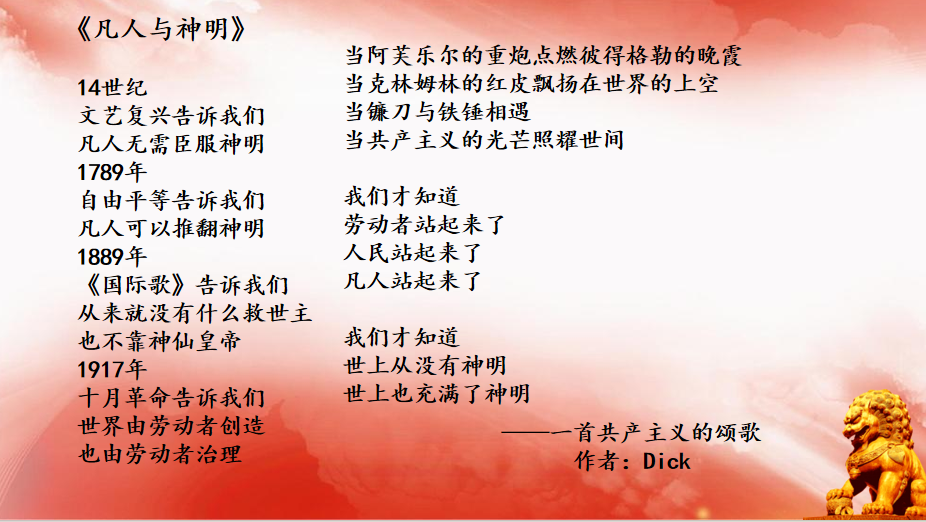 《凡人与神明》
14世纪
文艺复兴告诉我们
凡人无需臣服神明
1789年
自由平等告诉我们
凡人可以推翻神明
1889年
《国际歌》告诉我们
从来就没有什么救世主
也不靠神仙皇帝
1917年
十月革命告诉我们
世界由劳动者创造
也由劳动者治理
当阿芙乐尔的重炮点燃彼得格勒的晚霞
当克林姆林的红皮飘扬在世界的上空
当镰刀与铁锤相遇
当共产主义的光芒照耀世间
我们才知道
劳动者站起来了
人民站起来了
凡人站起来了
我们才知道
世上从没有神明
世上也充满了神明
——一首共产主义的颂歌
作者：Dick